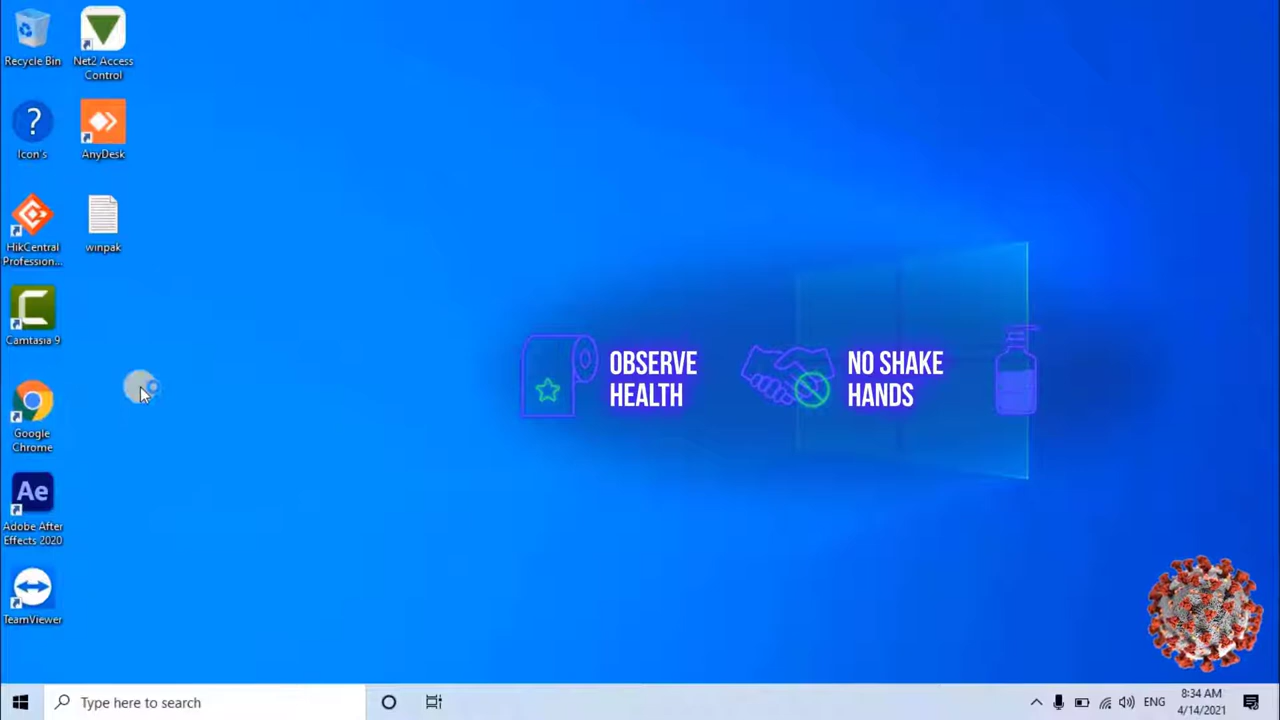 Recycle Bin
Net2 Access
Control
?
Icon's
AnyDesk
HikCentral
Profession...
winpak
Camtasia 9
Google
Chrome
Ae
Adobe After
Effects 2020
TeamViewer
OBSERVE
HEALTH
NO SHAKE
HANDS
Type here to search
ENG
8:34 AM
4/14/2021